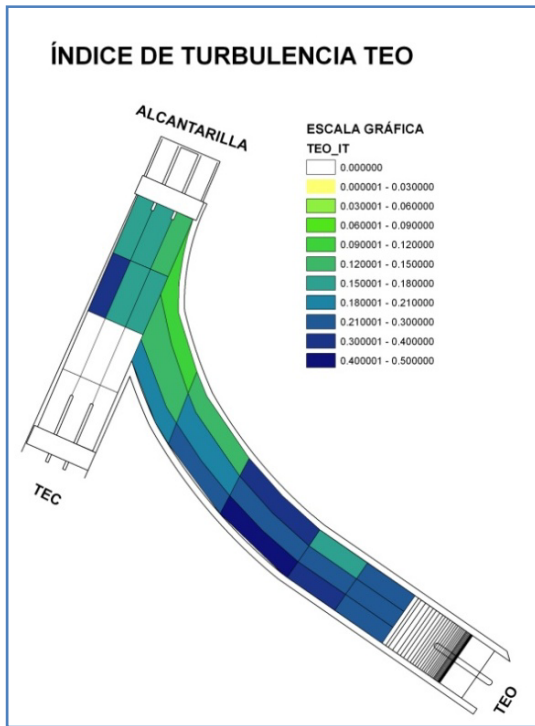 ÍNDICE DE TURBULENCIA TEO
ALCANTARILLA
ESCALA GRÁFICA
TEO_IT
0.000000
0.000001 - 0.030000
0.030001 - 0.060000
0.060001 - 0.090000
0.090001 - 0.120000
0.120001 - 0.150000
0.150001 - 0.180000
0.180001 - 0.210000
0.210001 - 0.300000
0.300001 - 0.400000
0.400001 - 0.500000
TEC
TEO